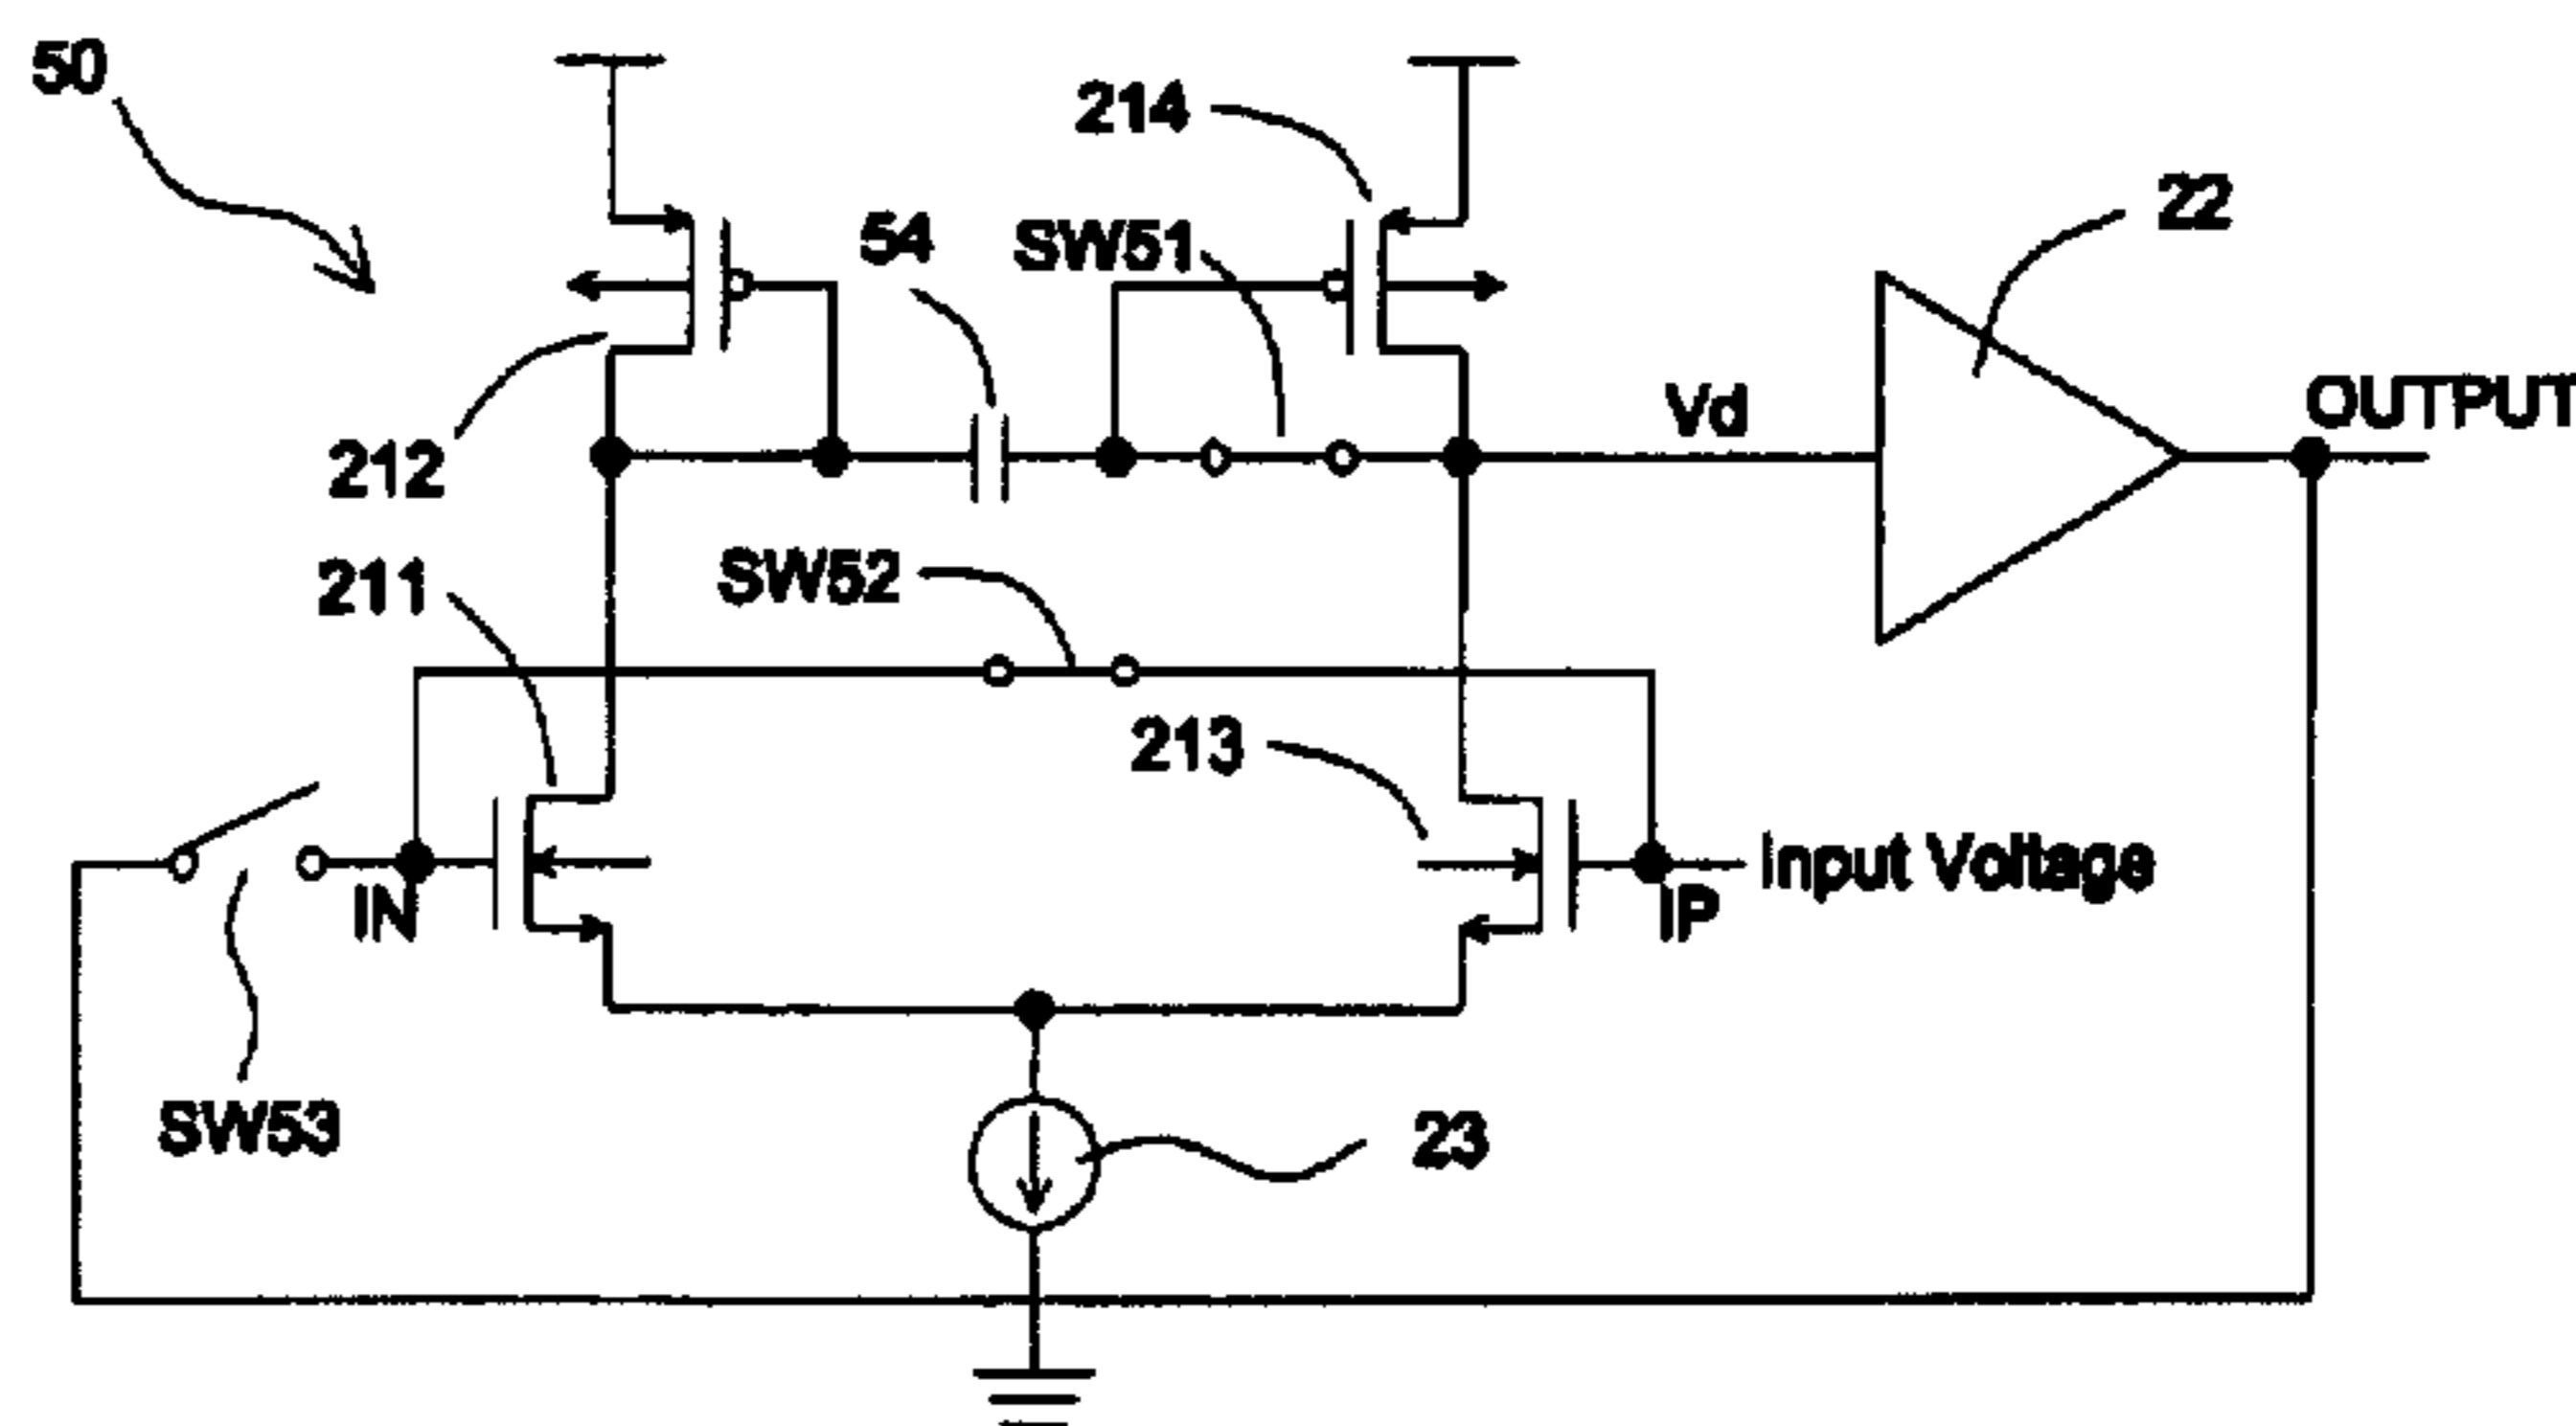 50
214
22
54
SW51
Vd
OUTPUT
212
SW52
211
213
Input Voltage
IN
IP
SW53
23